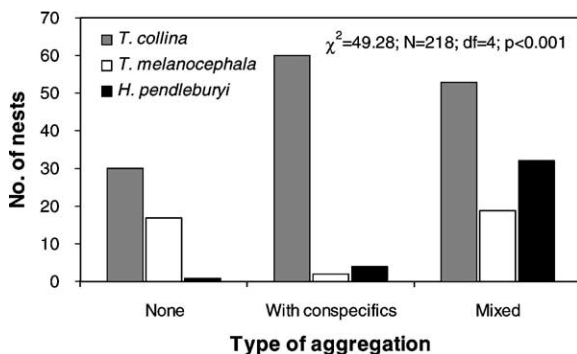 70
60
50
40
30
20
10
0
No. of nests
T. collina
T. melanocephala
H. pendleburyi
χ²=49.28; N=218; df=4; p<0.001
None With conspecifics Mixed
Type of aggregation